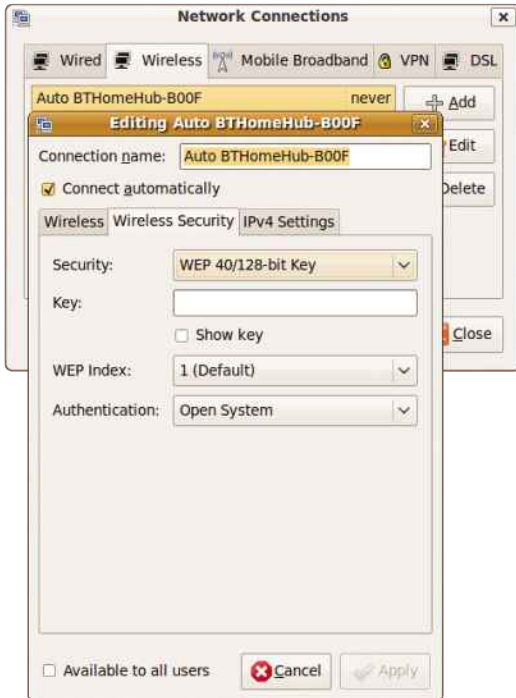 Network Connections
Wired Wireless Mobile Broadband VPN DSL
Auto BTHomeHub-B00F never
Add
Edit
Delete
Close
Editing Auto BTHomeHub-B00F
Connection name: Auto BTHomeHub-B00F
Connect automatically
Wireless Wireless Security IPv4 Settings
Security: WEP 40/128-bit Key
Key:
Show key
WEP Index: 1 (Default)
Authentication: Open System
Available to all users Cancel Apply